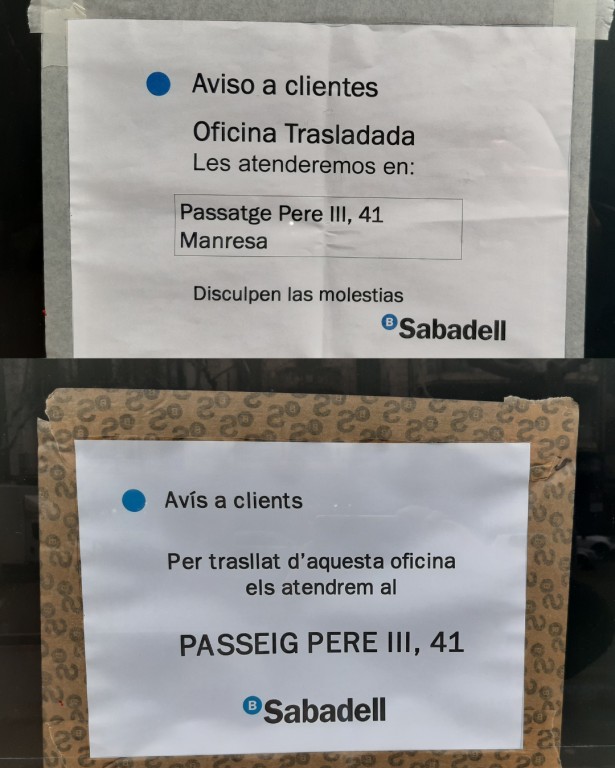 Aviso a clientes
Oficina Trasladada
Les atenderemos en:
Passatge Pere III, 41
Manresa
Disculpen las molestias
B Sabadell
Avís a clients
Per trasllat d'aquesta oficina
els atendrem al
PASSEIG PERE III, 41
B Sabadell